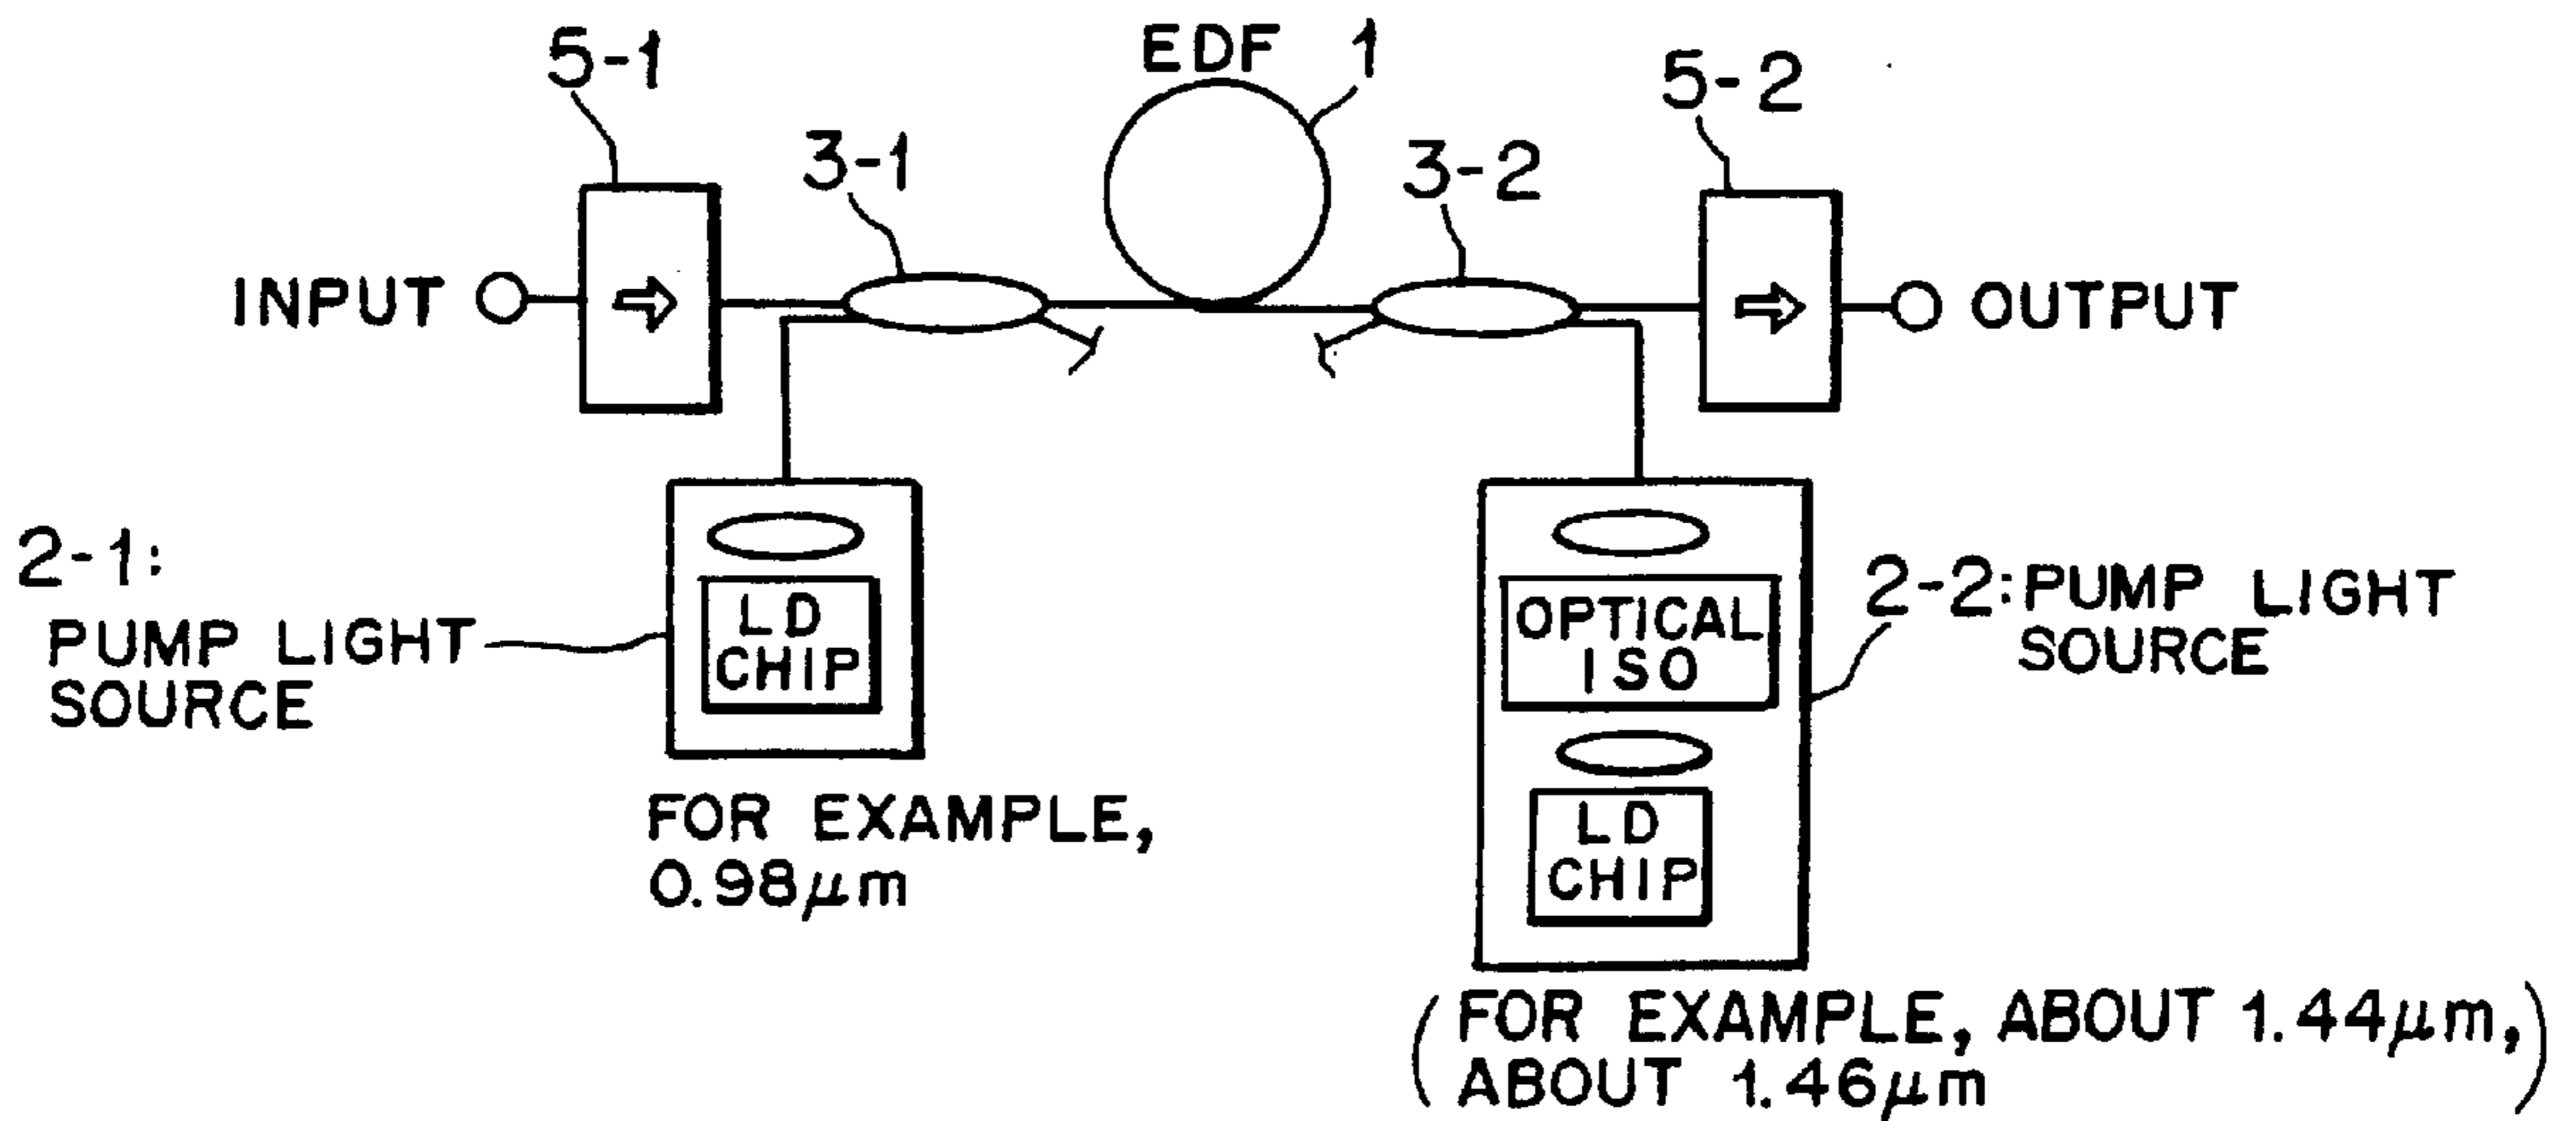 5-1
EDF 1
5-2
3-1
3-2
INPUT
OUTPUT
2-1:
PUMP LIGHT
SOURCE
LD
CHIP
FOR EXAMPLE,
0.98μm
OPTICAL
ISO
LD
CHIP
2-2: PUMP LIGHT
SOURCE
(FOR EXAMPLE, ABOUT 1.44μm,
ABOUT 1.46μm)